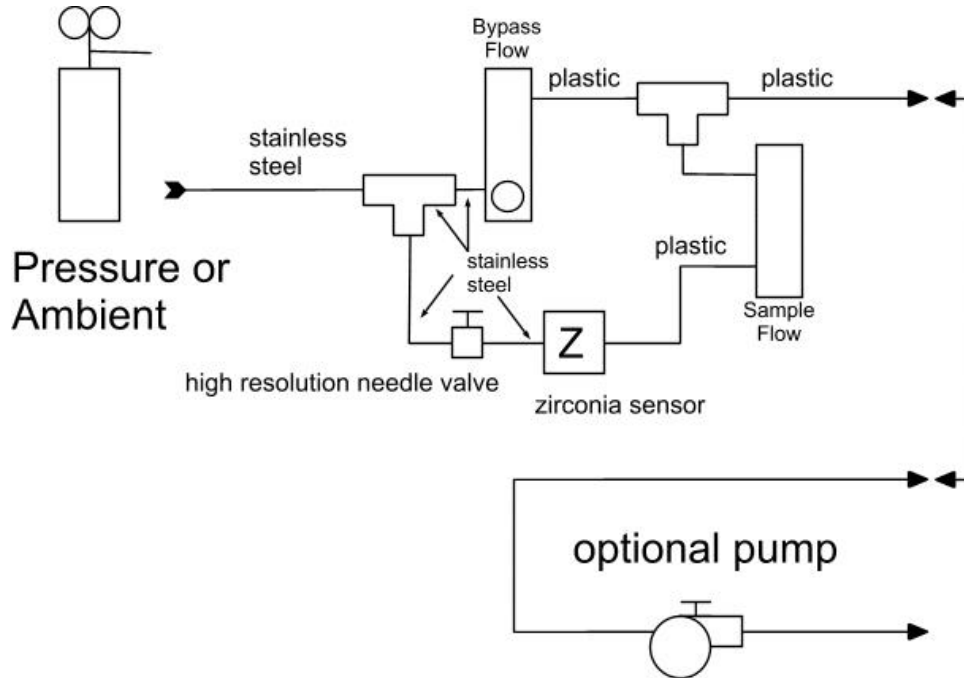 Bypass
Flow
plastic
plastic
stainless
steel
Pressure or
Ambient
stainless
steel
plastic
Sample
Flow
Z
high resolution needle valve
zirconia sensor
optional pump